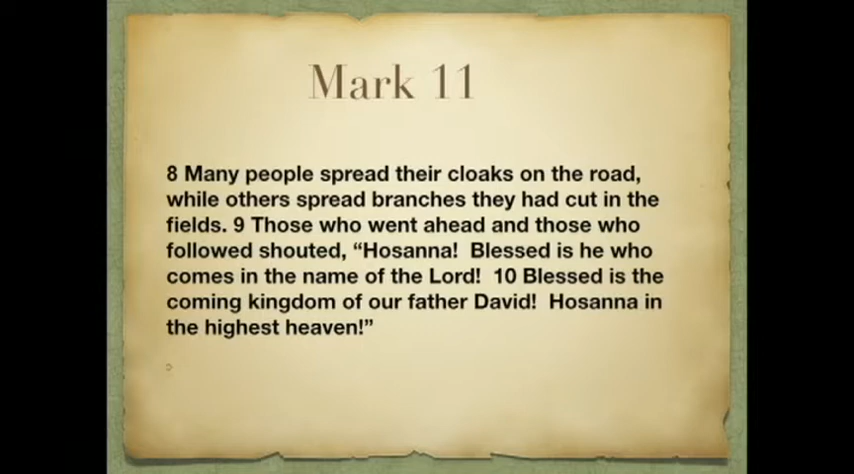 Mark 11
8 Many people spread their cloaks on the road,
while others spread branches they had cut in the
fields. 9 Those who went ahead and those who
followed shouted, “Hosanna!  Blessed is he who
comes in the name of the Lord!  10 Blessed is the
coming kingdom of our father David!  Hosanna in
the highest heaven!”